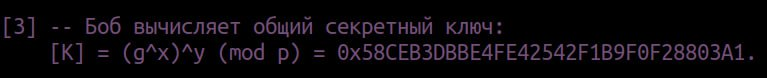 [3] -- Боб вычисляет общий секретный ключ:
[K] = (g^x)^y (mod p) = 0x58CEB3DBBE4FE42542F1B9F0F28803A1.